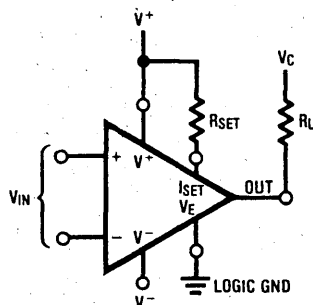 V+
VC
RSET
RL
+
V+
ISET
OUT
VIN
VE
−
V−
LOGIC GND
V−